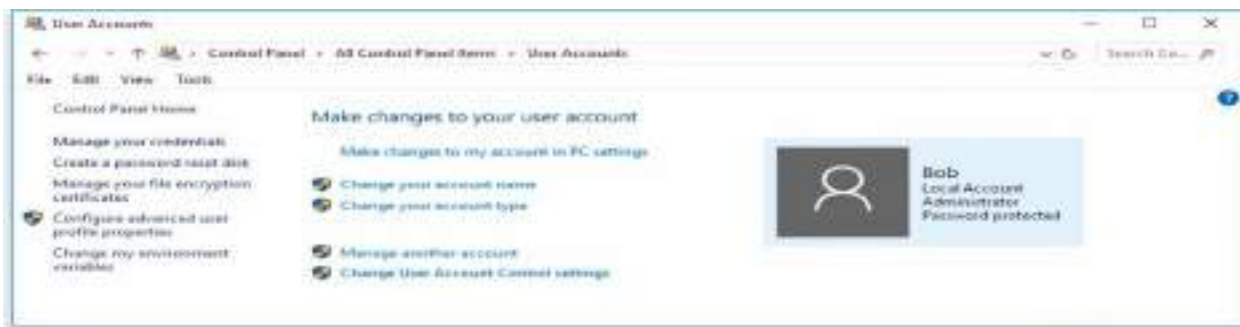 User Accounts
Control Panel > All Control Panel Items > User Accounts
Search Co...
File Edit View Tools
Control Panel Home
Manage your credentials
Create a password reset disk
Manage your file encryption
certificates
Configure advanced user
profile properties
Change my environment
variables
Make changes to your user account
Make changes to my account in PC settings
Change your account name
Change your account type
Manage another account
Change User Account Control settings
Bob
Local Account
Administrator
Password protected